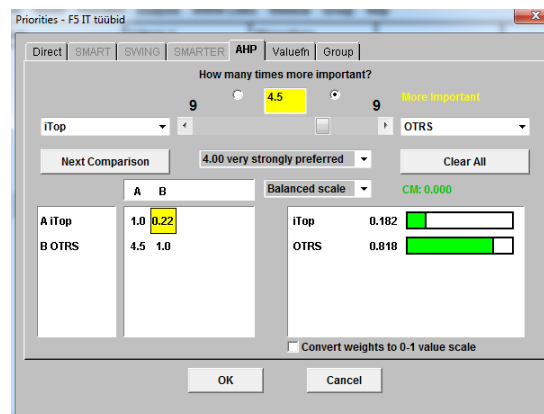 Priorities - F5 IT tüübid
Direct SMART SWING SMARTER AHP Valuefn Group
How many times more important?
9 4.5 9 More Important
iTop OTRS
Next Comparison 4.00 very strongly preferred Clear All
A B Balanced scale CM: 0.000
A iTop 1.0 0.22 iTop 0.182
B OTRS 4.5 1.0 OTRS 0.818
Convert weights to 0-1 value scale
OK Cancel